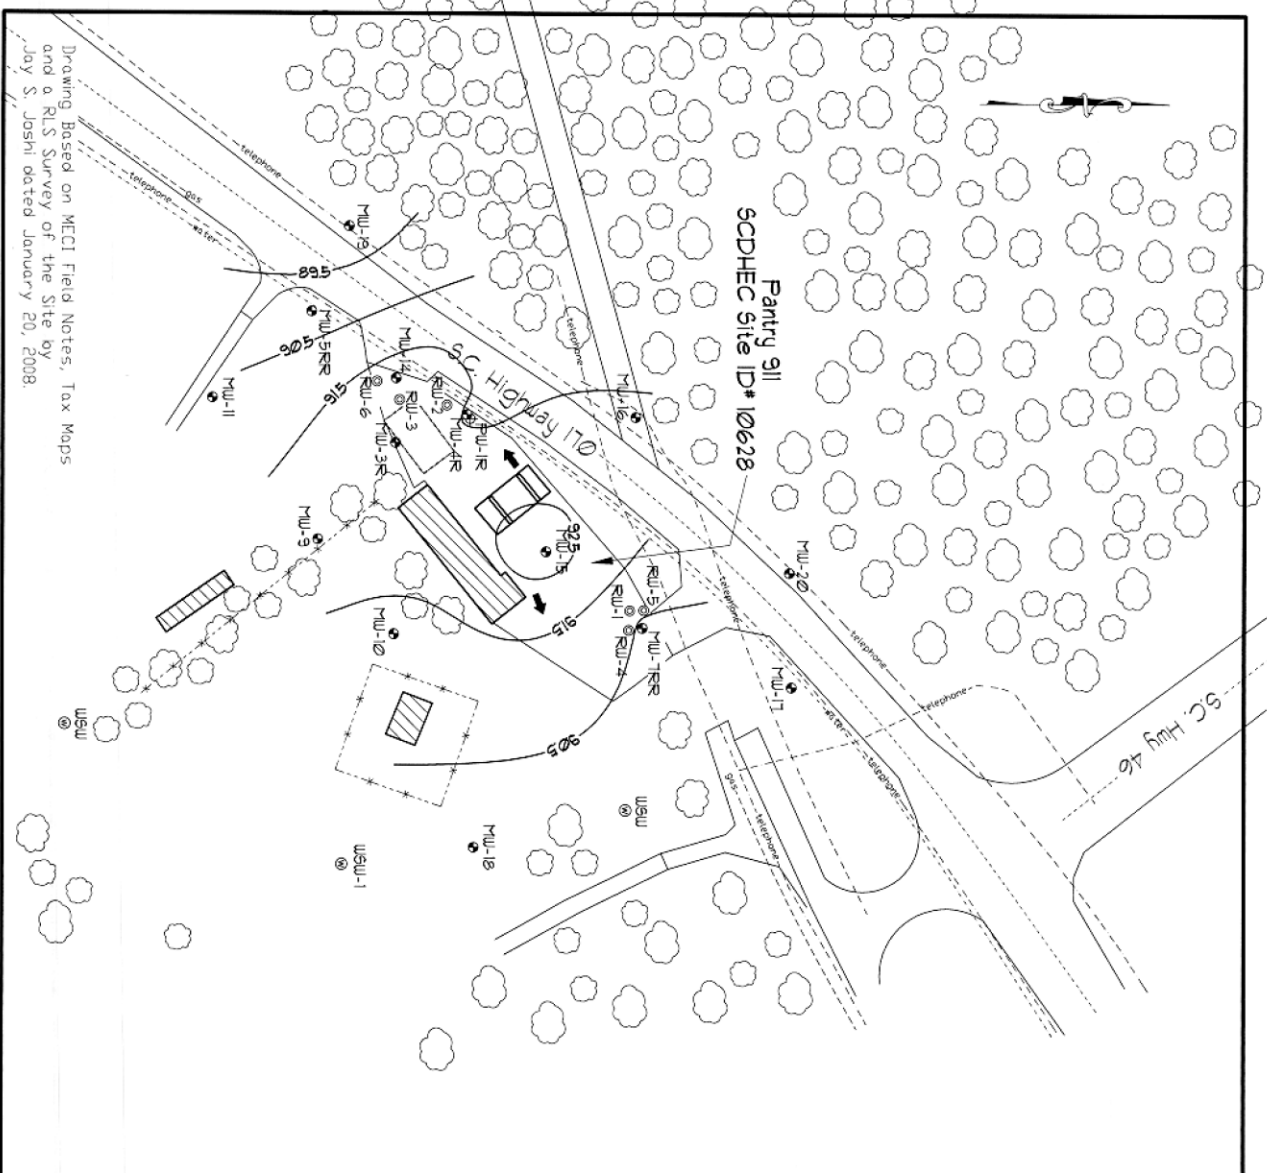 Drawing Based on MECI Field Notes, Tax Maps
and a RLS Survey of the Site by
Jay S. Joshi dated January 20, 2008.
Pantry 911
SCDHEC Site ID# 10628
S.C. Highway 170
S.C. Hwy 46
telephone
telephone
gas
water
telephone
telephone
telephone
telephone
water
telephone
gas
telephone
MW-19
89.5
MW-5RR
90.5
91.5
MW-11
MW-14
RW-6
RW-3
RW-2
MW-3R
MW-4R
MW-16
MW-9
92.5
MW-15
MW-20
RW-5
RW-1
RW-4
MW-7RR
91.5
MW-10
MW-17
90.5
WSW
WSW
MW-18
WSW-1